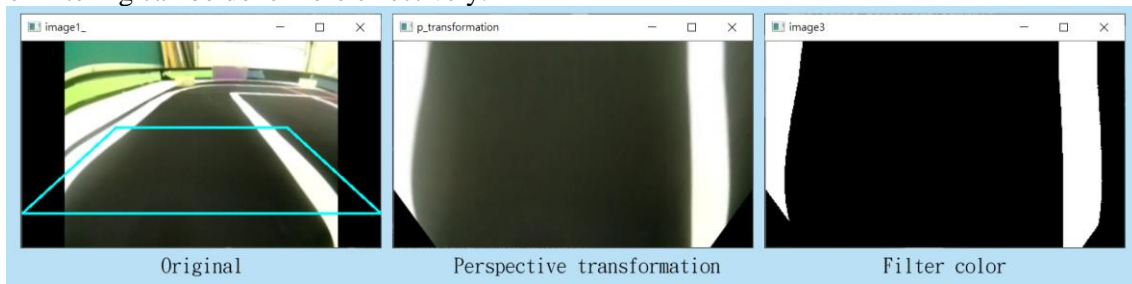 image1_
p_transformation
image3
Original
Perspective transformation
Filter color